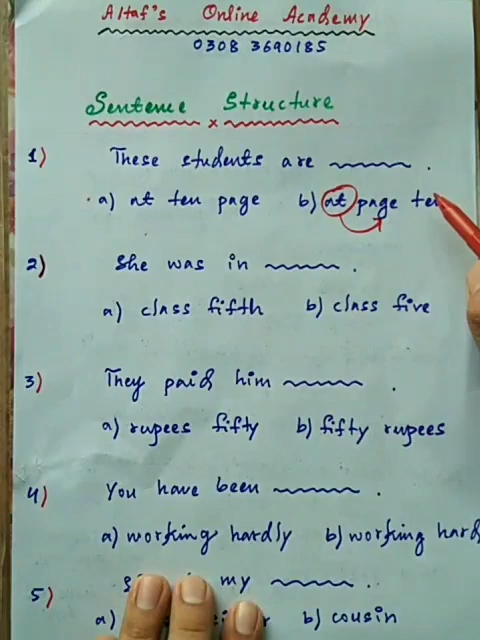 Altaf's Online Academy
0308 3690185
Sentence Structure
x
1) These students are .
a) at ten page b) at page ten
2) She was in .
a) class fifth b) class five
3) They paid him .
a) rupees fifty b) fifty rupees
4) You have been .
a) working hardly b) working hard
5) my .
a) b) cousin